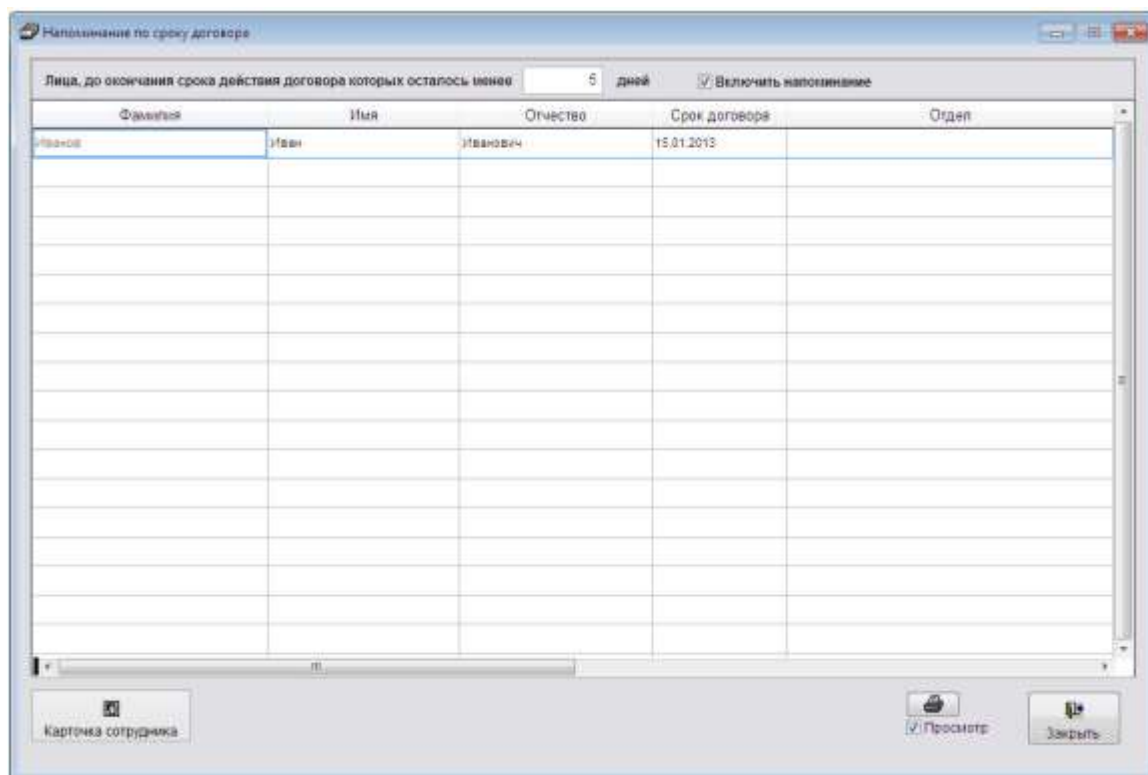 Напоминание по сроку договора
Лица, до окончания срока действия договора которых осталось менее 5 дней Включить напоминание
Фамилия Имя Отчество Срок договора Отдел
Иванов Иван Иванович 15.01.2013
Карточка сотрудника
Просмотр
Закрыть